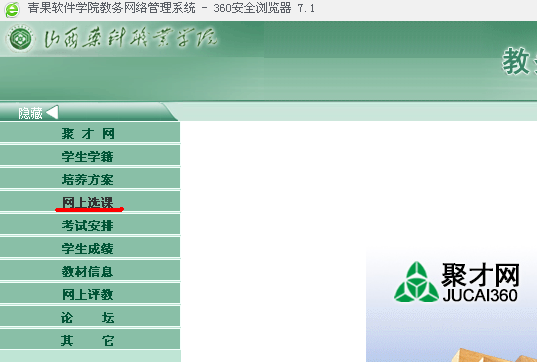 青果软件学院教务网络管理系统 - 360安全浏览器 7.1
山西药科职业学院
教务
隐藏
聚 才 网
学生学籍
培养方案
网上选课
考试安排
学生成绩
教材信息
网上评教
论 坛
其 它
聚才网
JUCAI360